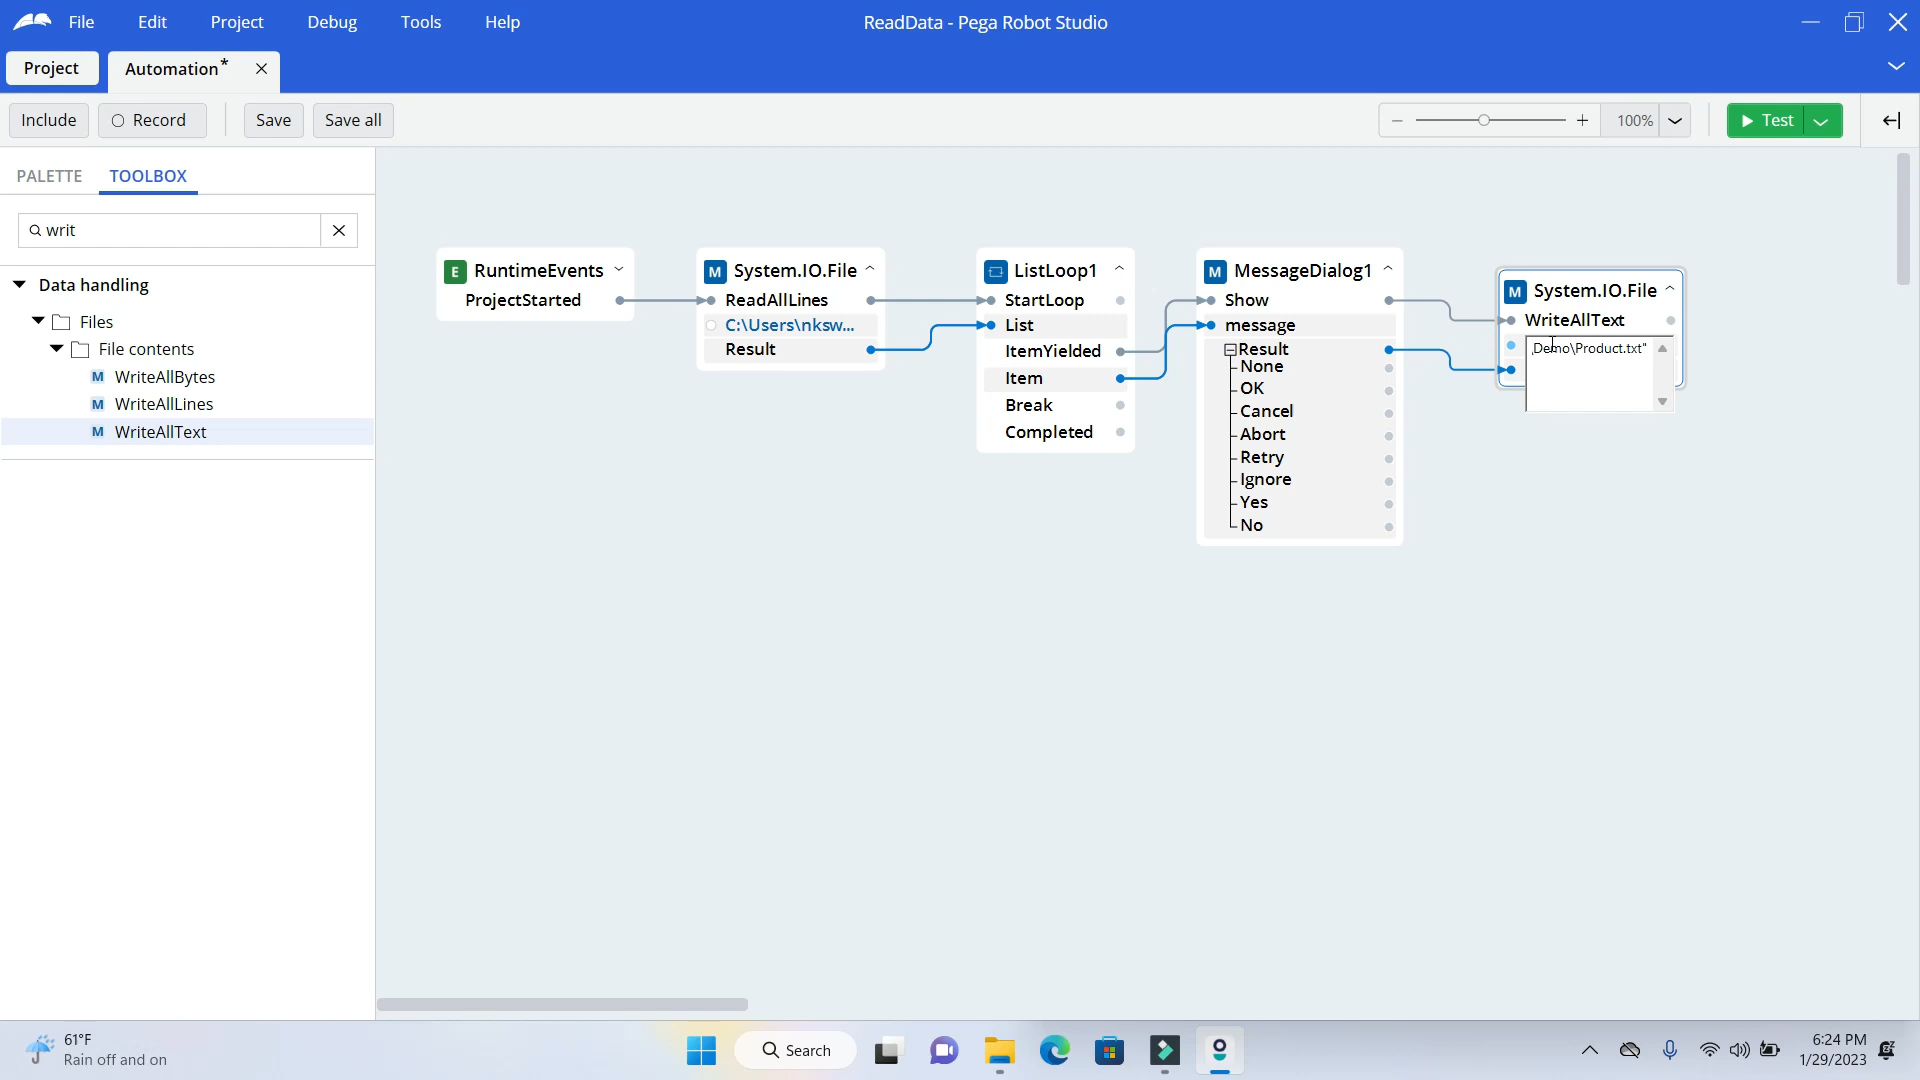 File Edit Project Debug Tools Help ReadData - Pega Robot Studio
Project Automation*
Include Record Save Save all 100% Test
PALETTE TOOLBOX
writ
Data handling
Files
File contents
M WriteAllBytes
M WriteAllLines
M WriteAllText
E RuntimeEvents
ProjectStarted
M System.IO.File
ReadAllLines
C:\Users\nksw...
Result
ListLoop1
StartLoop
List
ItemYielded
Item
Break
Completed
M MessageDialog1
Show
message
Result
None
OK
Cancel
Abort
Retry
Ignore
Yes
No
M System.IO.File
WriteAllText
Demo\Product.txt"
61°F
Rain off and on
Search
6:24 PM
1/29/2023